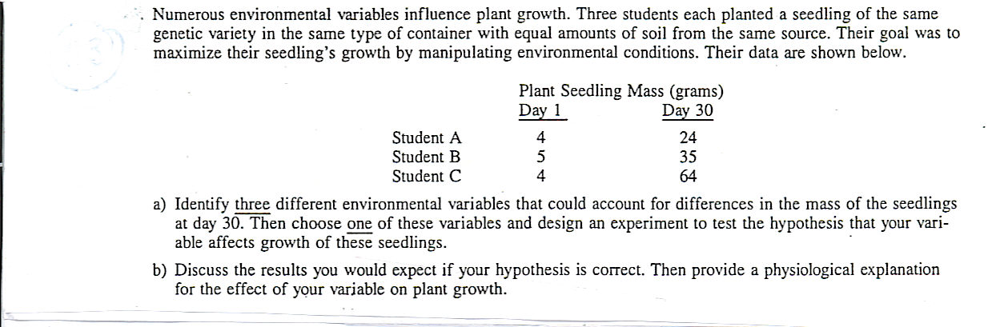 . Numerous environmental variables influence plant growth. Three students each planted a seedling of the same
genetic variety in the same type of container with equal amounts of soil from the same source. Their goal was to
maximize their seedling's growth by manipulating environmental conditions. Their data are shown below.
Plant Seedling Mass (grams)
Day 1 Day 30
Student A 4 24
Student B 5 35
Student C 4 64
a) Identify three different environmental variables that could account for differences in the mass of the seedlings
at day 30. Then choose one of these variables and design an experiment to test the hypothesis that your vari-
able affects growth of these seedlings.
b) Discuss the results you would expect if your hypothesis is correct. Then provide a physiological explanation
for the effect of your variable on plant growth.